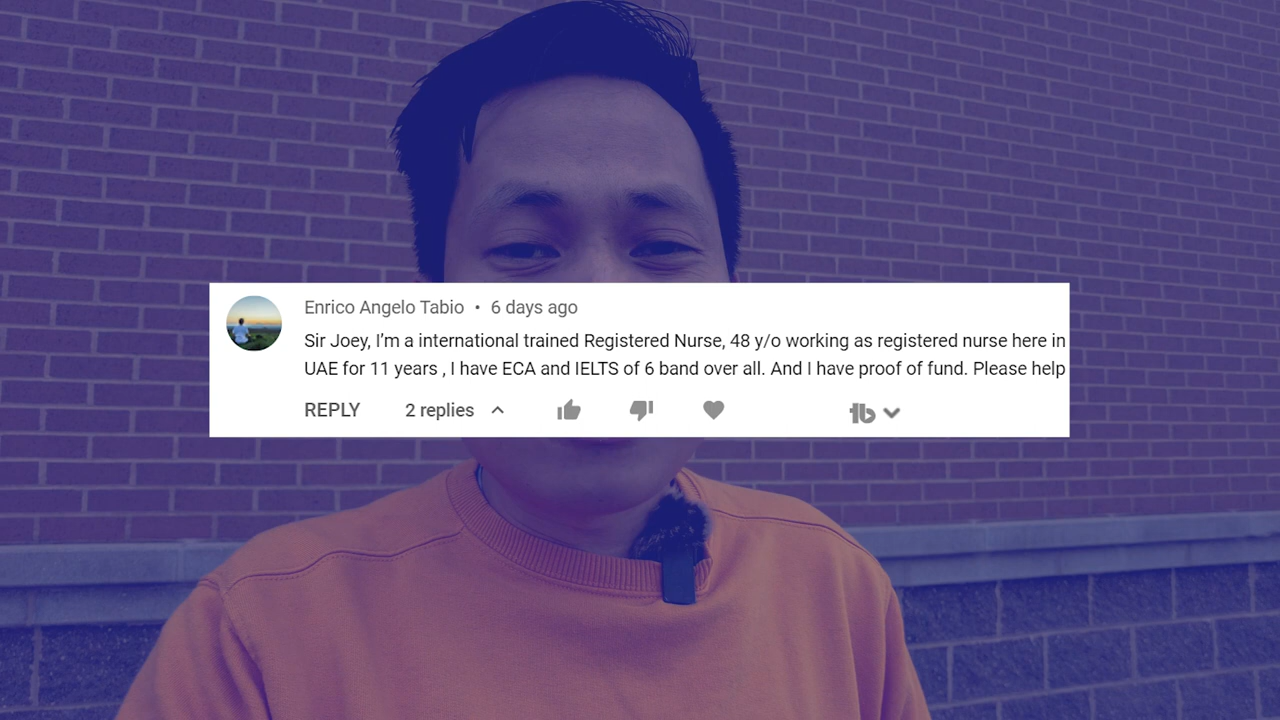 Enrico Angelo Tabio • 6 days ago
Sir Joey, I'm a international trained Registered Nurse, 48 y/o working as registered nurse here in
UAE for 11 years , I have ECA and IELTS of 6 band over all. And I have proof of fund. Please help
REPLY 2 replies